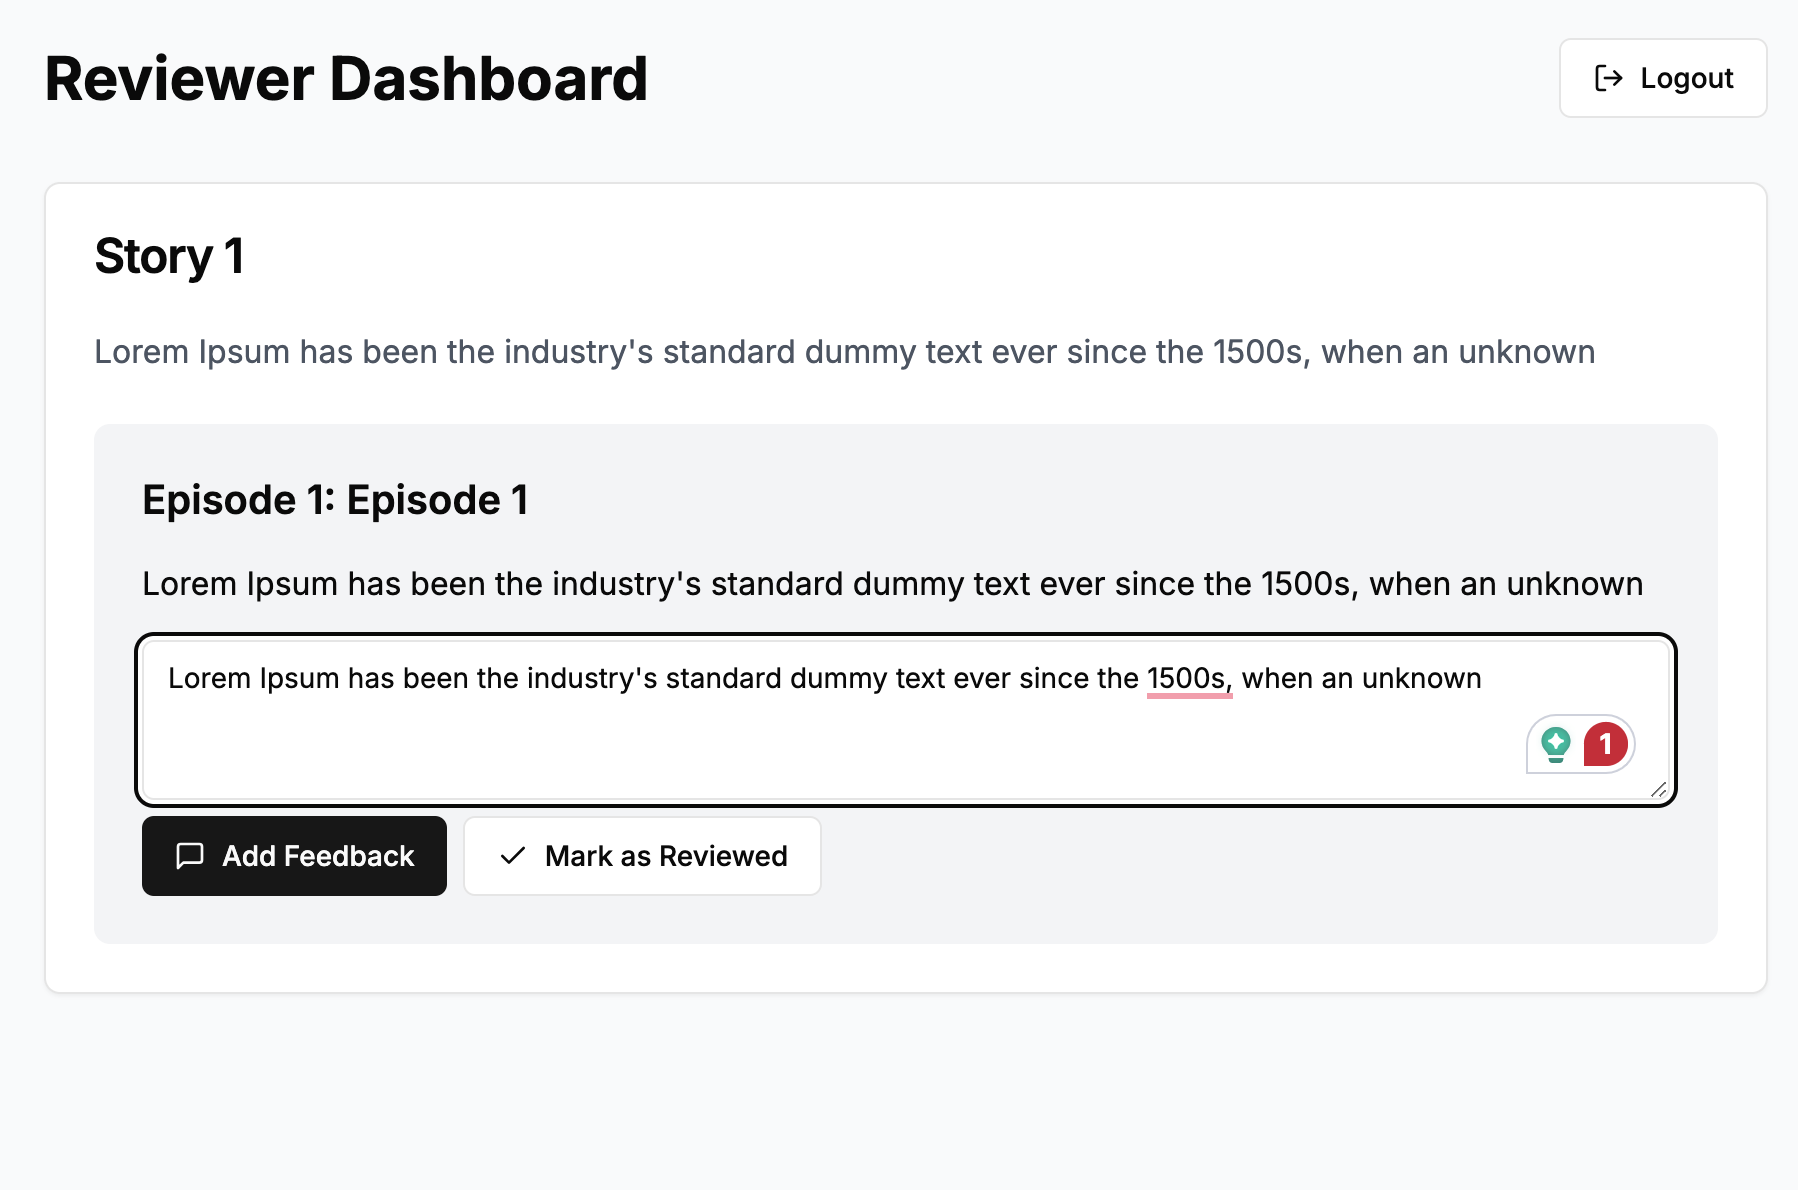 Reviewer Dashboard
Logout
Story 1
Lorem Ipsum has been the industry's standard dummy text ever since the 1500s, when an unknown
Episode 1: Episode 1
Lorem Ipsum has been the industry's standard dummy text ever since the 1500s, when an unknown
Lorem Ipsum has been the industry's standard dummy text ever since the 1500s, when an unknown
1
Add Feedback
Mark as Reviewed